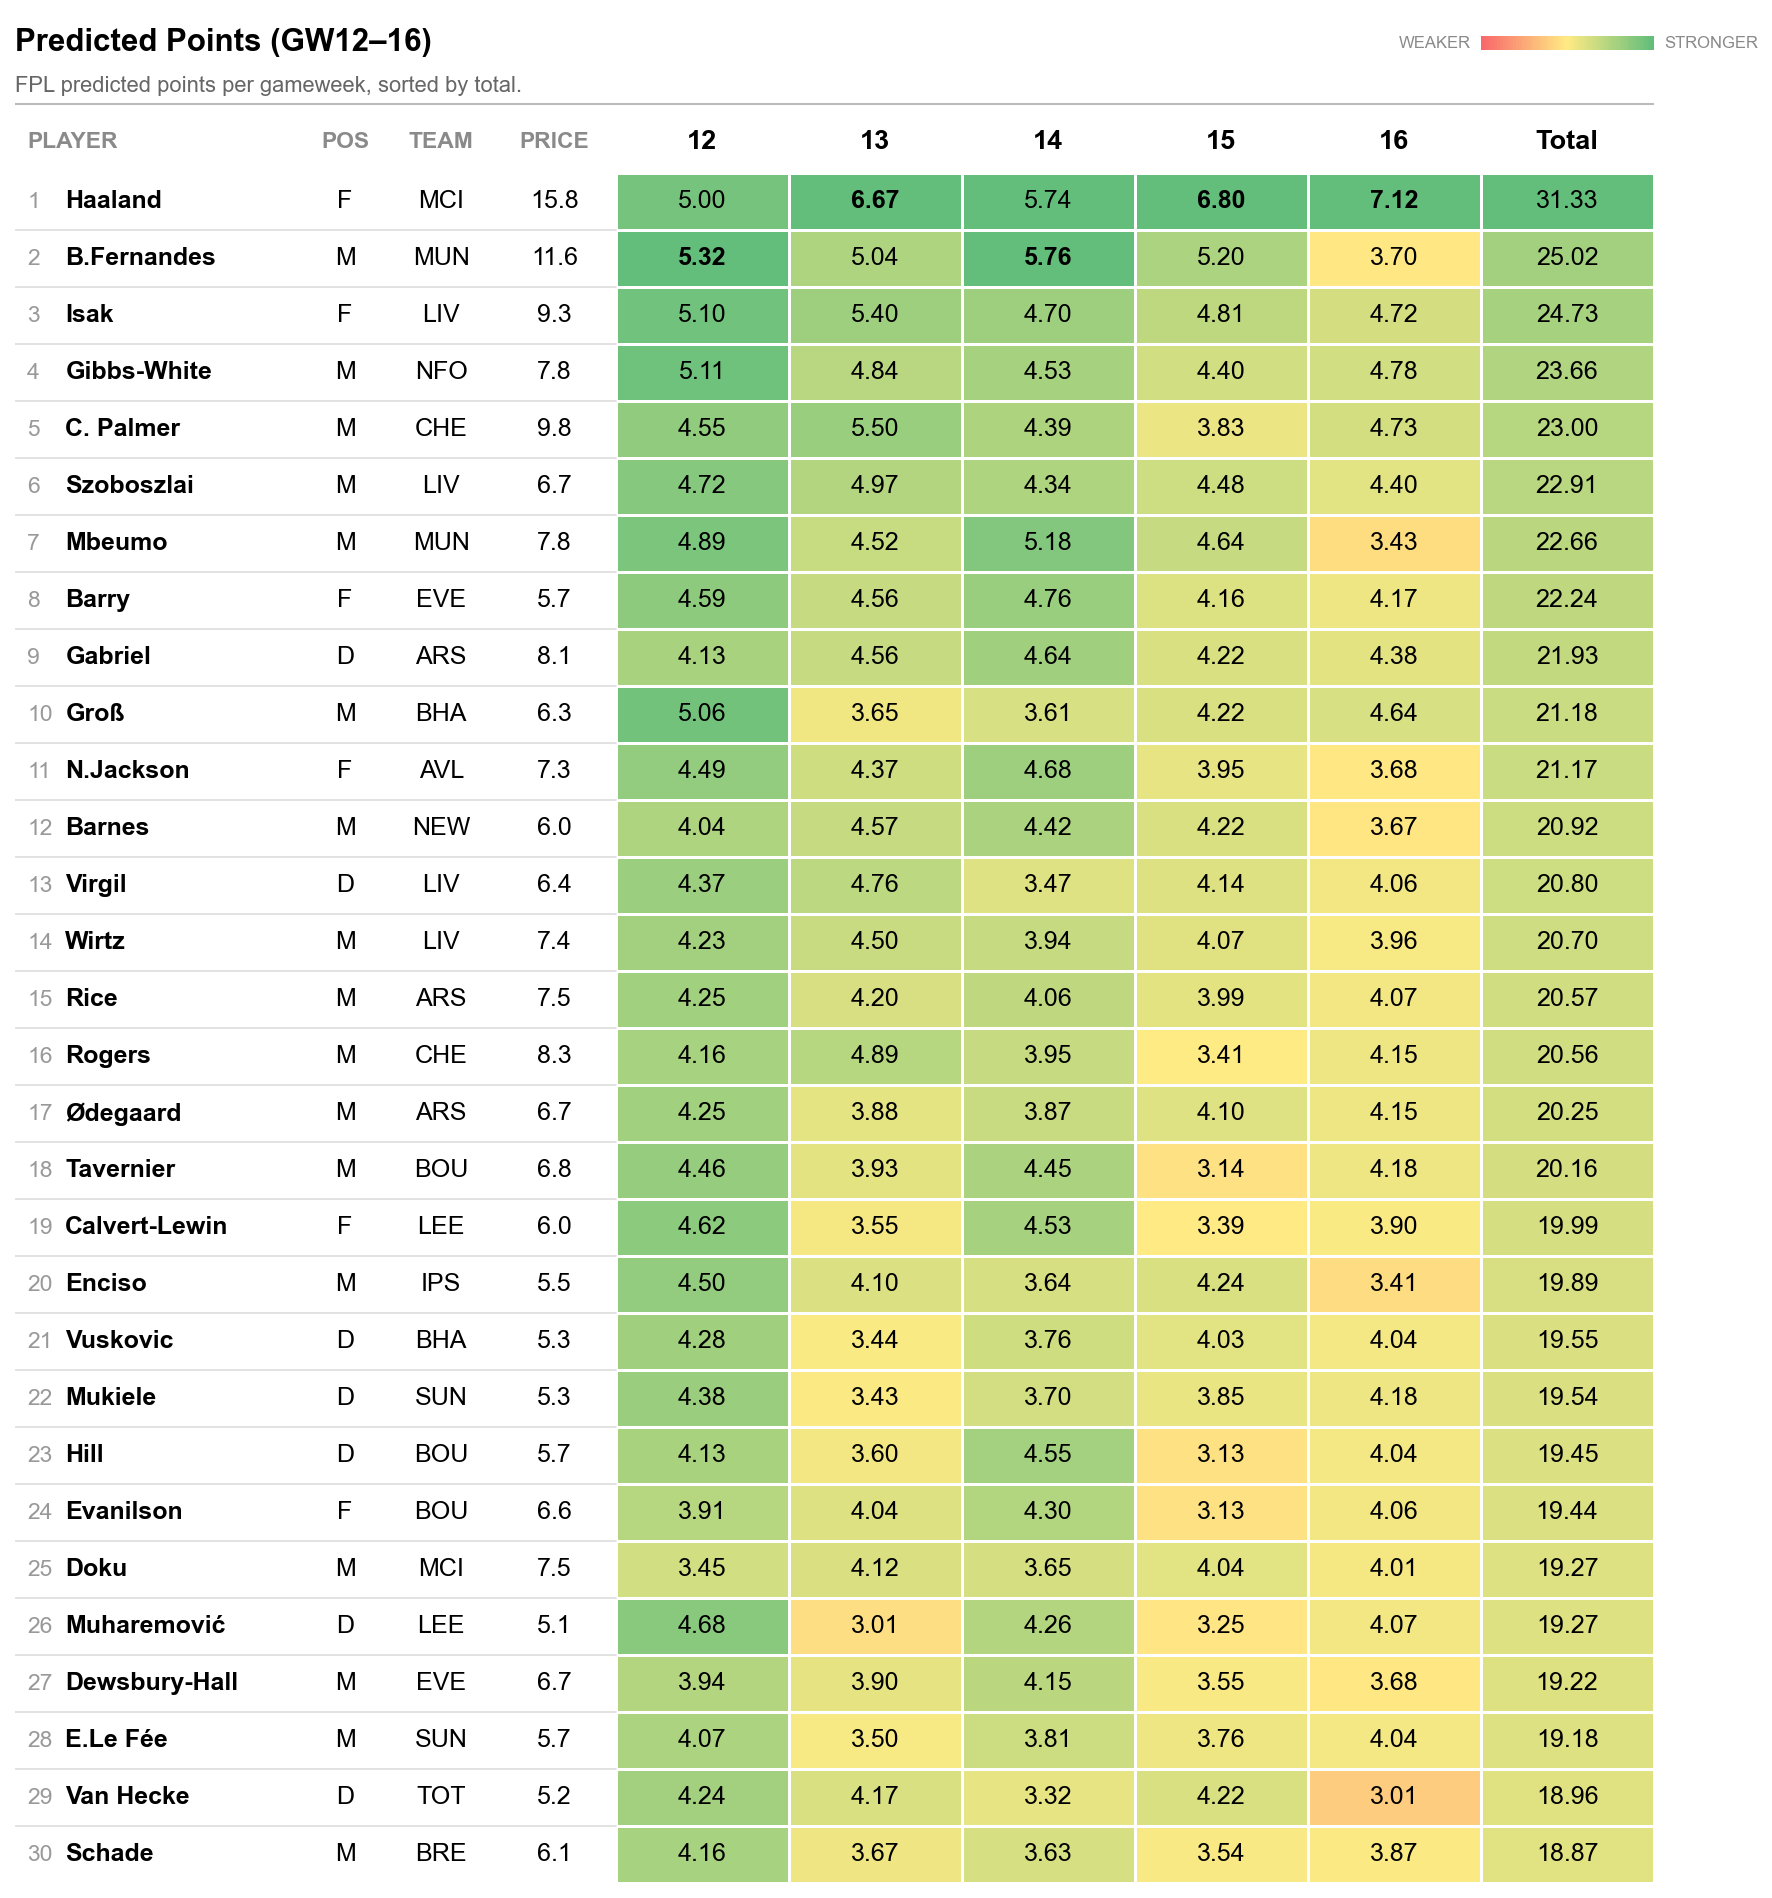 Predicted Points (GW12–16)
WEAKER STRONGER
FPL predicted points per gameweek, sorted by total.
PLAYER POS TEAM PRICE 12 13 14 15 16 Total
1 Haaland F MCI 15.8 5.00 6.67 5.74 6.80 7.12 31.33
2 B.Fernandes M MUN 11.6 5.32 5.04 5.76 5.20 3.70 25.02
3 Isak F LIV 9.3 5.10 5.40 4.70 4.81 4.72 24.73
4 Gibbs-White M NFO 7.8 5.11 4.84 4.53 4.40 4.78 23.66
5 C. Palmer M CHE 9.8 4.55 5.50 4.39 3.83 4.73 23.00
6 Szoboszlai M LIV 6.7 4.72 4.97 4.34 4.48 4.40 22.91
7 Mbeumo M MUN 7.8 4.89 4.52 5.18 4.64 3.43 22.66
8 Barry F EVE 5.7 4.59 4.56 4.76 4.16 4.17 22.24
9 Gabriel D ARS 8.1 4.13 4.56 4.64 4.22 4.38 21.93
10 Groß M BHA 6.3 5.06 3.65 3.61 4.22 4.64 21.18
11 N.Jackson F AVL 7.3 4.49 4.37 4.68 3.95 3.68 21.17
12 Barnes M NEW 6.0 4.04 4.57 4.42 4.22 3.67 20.92
13 Virgil D LIV 6.4 4.37 4.76 3.47 4.14 4.06 20.80
14 Wirtz M LIV 7.4 4.23 4.50 3.94 4.07 3.96 20.70
15 Rice M ARS 7.5 4.25 4.20 4.06 3.99 4.07 20.57
16 Rogers M CHE 8.3 4.16 4.89 3.95 3.41 4.15 20.56
17 Ødegaard M ARS 6.7 4.25 3.88 3.87 4.10 4.15 20.25
18 Tavernier M BOU 6.8 4.46 3.93 4.45 3.14 4.18 20.16
19 Calvert-Lewin F LEE 6.0 4.62 3.55 4.53 3.39 3.90 19.99
20 Enciso M IPS 5.5 4.50 4.10 3.64 4.24 3.41 19.89
21 Vuskovic D BHA 5.3 4.28 3.44 3.76 4.03 4.04 19.55
22 Mukiele D SUN 5.3 4.38 3.43 3.70 3.85 4.18 19.54
23 Hill D BOU 5.7 4.13 3.60 4.55 3.13 4.04 19.45
24 Evanilson F BOU 6.6 3.91 4.04 4.30 3.13 4.06 19.44
25 Doku M MCI 7.5 3.45 4.12 3.65 4.04 4.01 19.27
26 Muharemović D LEE 5.1 4.68 3.01 4.26 3.25 4.07 19.27
27 Dewsbury-Hall M EVE 6.7 3.94 3.90 4.15 3.55 3.68 19.22
28 E.Le Fée M SUN 5.7 4.07 3.50 3.81 3.76 4.04 19.18
29 Van Hecke D TOT 5.2 4.24 4.17 3.32 4.22 3.01 18.96
30 Schade M BRE 6.1 4.16 3.67 3.63 3.54 3.87 18.87